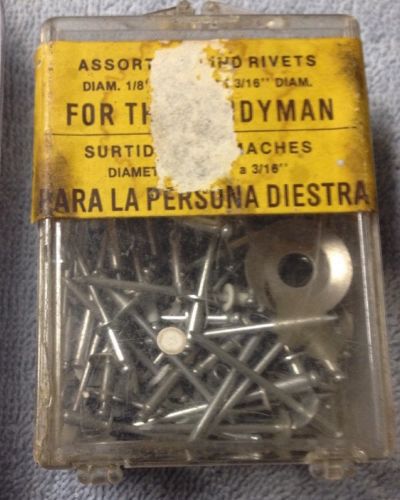 ASSORT IND RIVETS
DIAM. 1/8" 3/16" DIAM.
FOR TH DYMAN
SURTID MACHES
DIAMET a 3/16"
PARA LA PERSONA DIESTRA